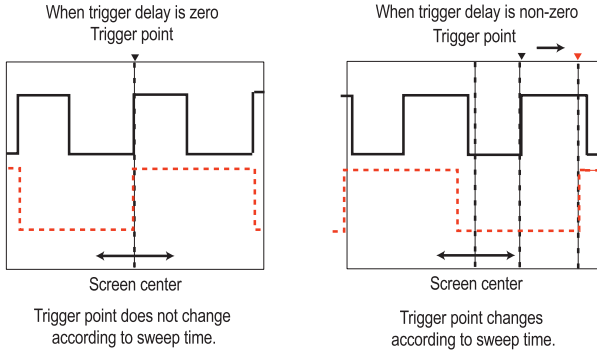 When trigger delay is zero
Trigger point
Screen center
Trigger point does not change
according to sweep time.
When trigger delay is non-zero
Trigger point
Screen center
Trigger point changes
according to sweep time.